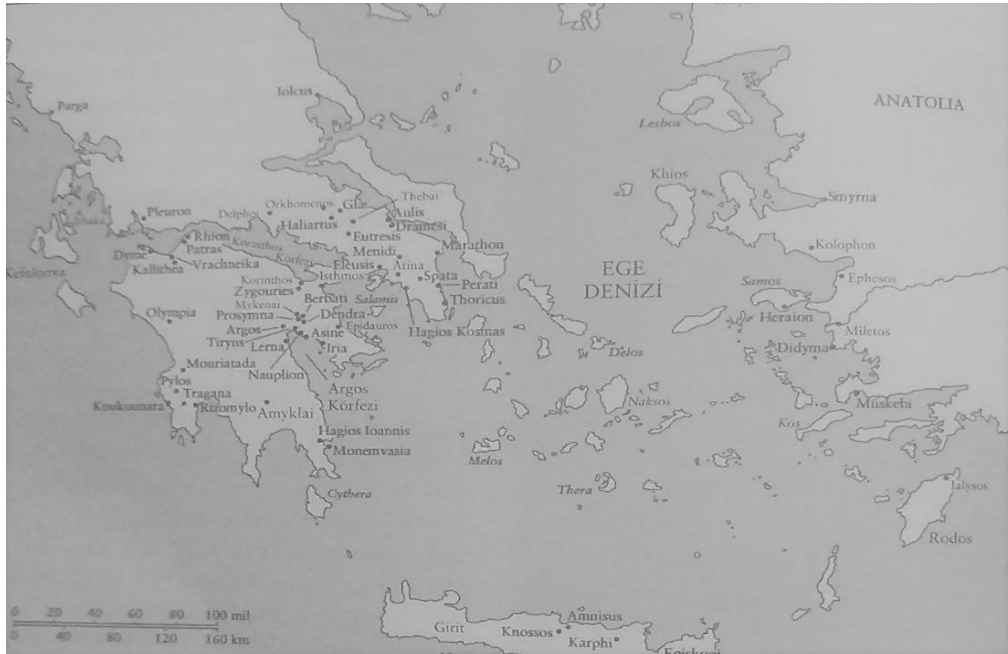 Parga
Iolcus
ANATOLIA
Lesbos
Khios
Smyrna
Kolophon
Ephesos
Samos
Heraion
Miletos
Didyma
Müskebi
Kos
Ialysos
Rodos
EGE
DENİZİ
Delos
Naksos
Melos
Thera
Thebai
Orkhomenos
Gla
Delphoi
Haliartus
Aulis
Dramesi
Eutresis
Menidi
Marathon
Eleusis
Atina
Spata
Perati
Thoricus
Hagios Kosmas
Salamis
Pleuron
Rhion
Patras
Korinthos
Körfezi
Dyme
Kallithea
Vrachneika
Isthmos
Korinthos
Zygouries
Berbati
Mykenai
Prosymna
Dendra
Epidauros
Olympia
Argos
Tiryns
Asine
Lerna
Iria
Nauplion
Argos
Körfezi
Mouriatada
Pylos
Tragana
Rizomylo
Amyklai
Hagios Ioannis
Monemvasia
Cythera
Girit
Amnisus
Knossos
Karphi
0 20 40 60 80 100 mil
0 40 80 120 160 km